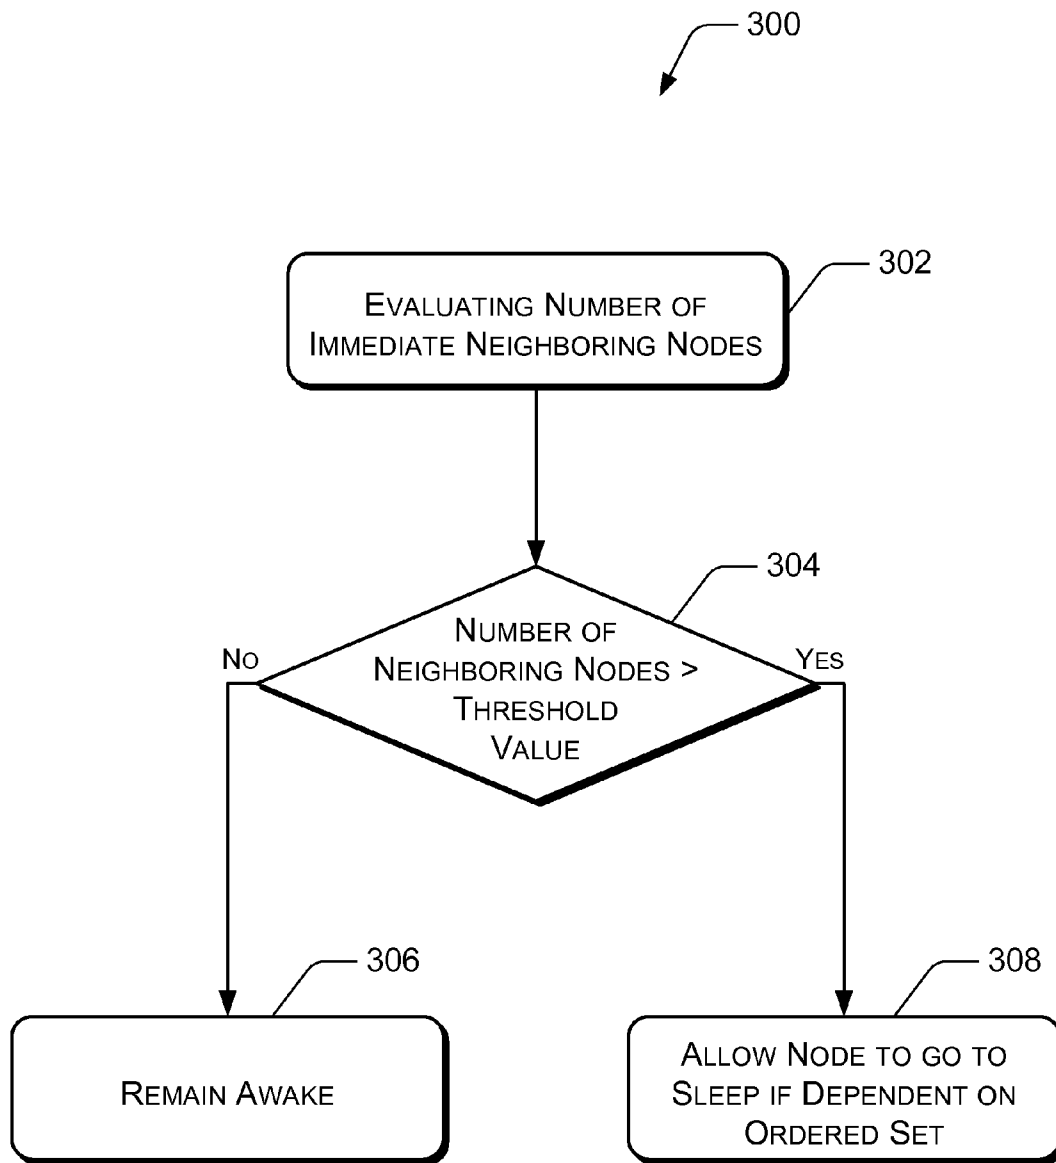 300
302
EVALUATING NUMBER OF
IMMEDIATE NEIGHBORING NODES
304
NUMBER OF
NEIGHBORING NODES >
THRESHOLD
VALUE
NO
YES
306
REMAIN AWAKE
308
ALLOW NODE TO GO TO
SLEEP IF DEPENDENT ON
ORDERED SET